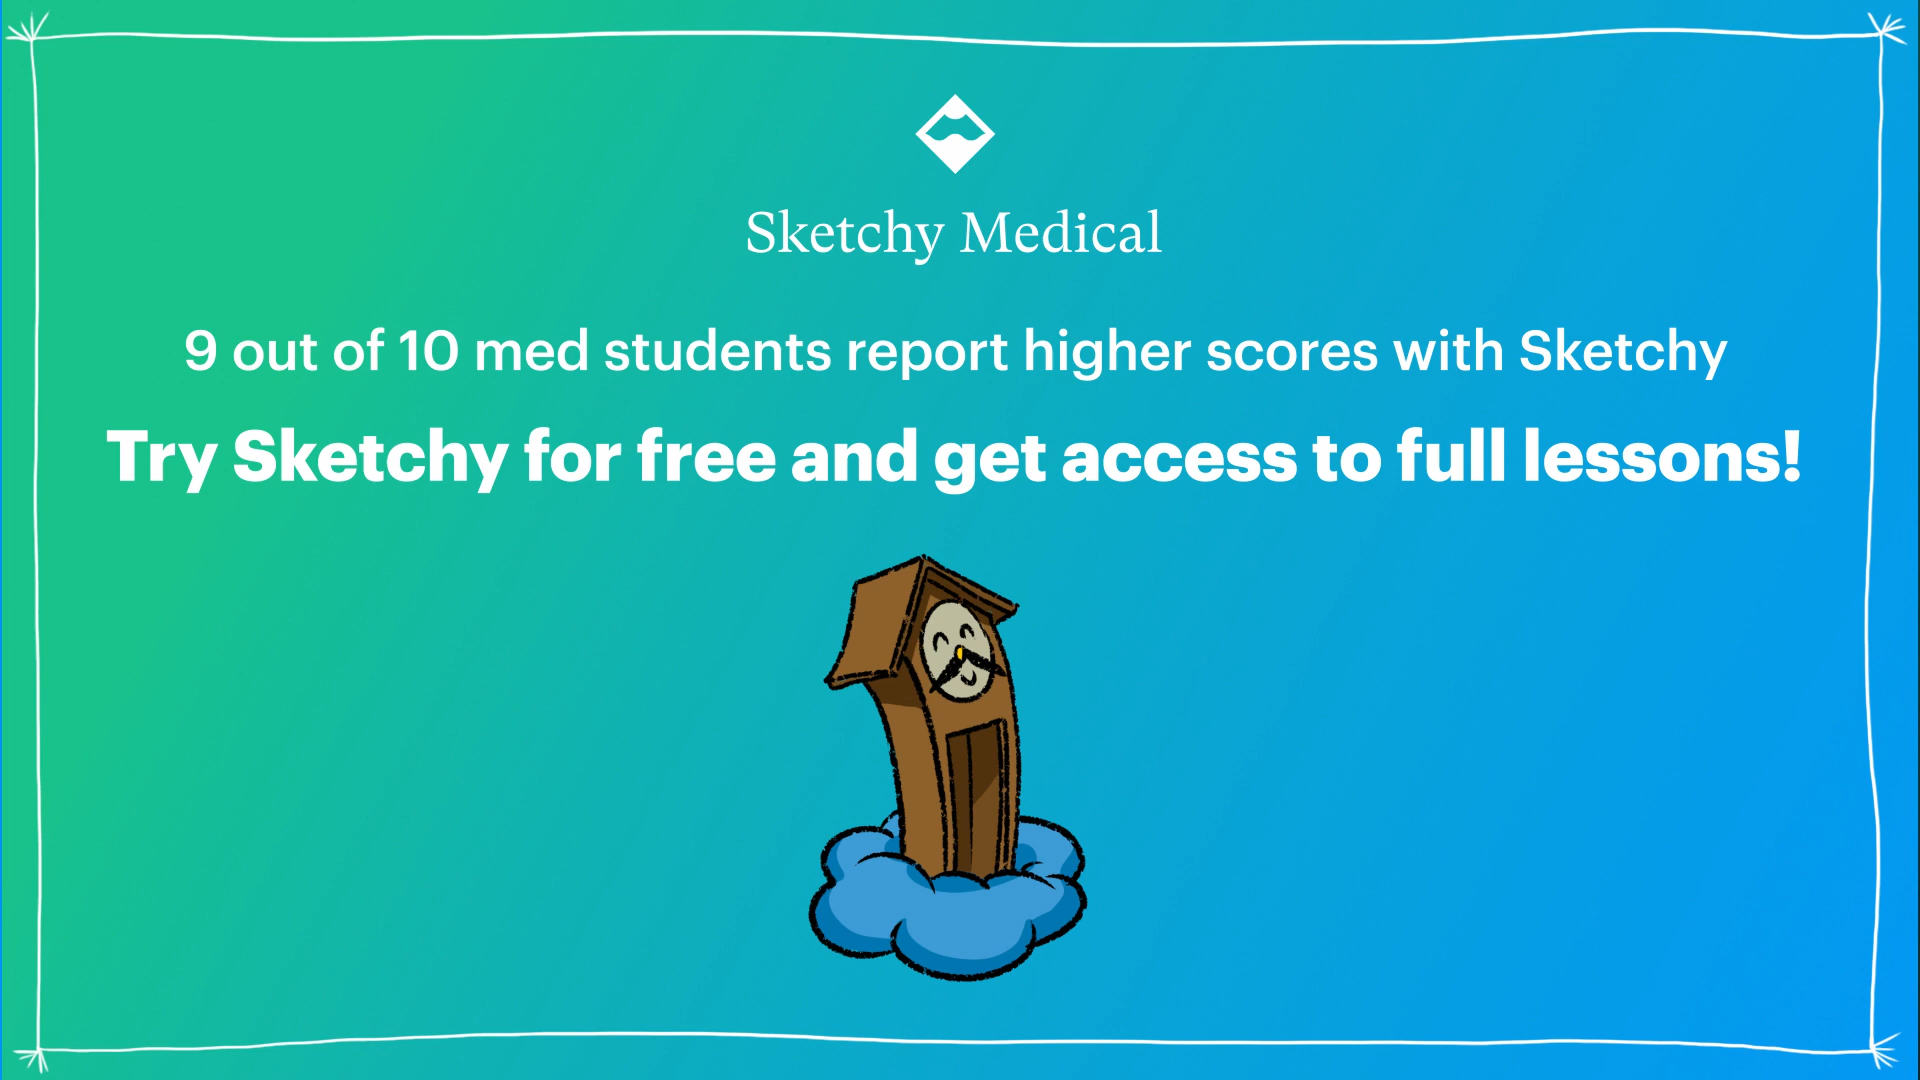 Sketchy Medical
9 out of 10 med students report higher scores with Sketchy
Try Sketchy for free and get access to full lessons!